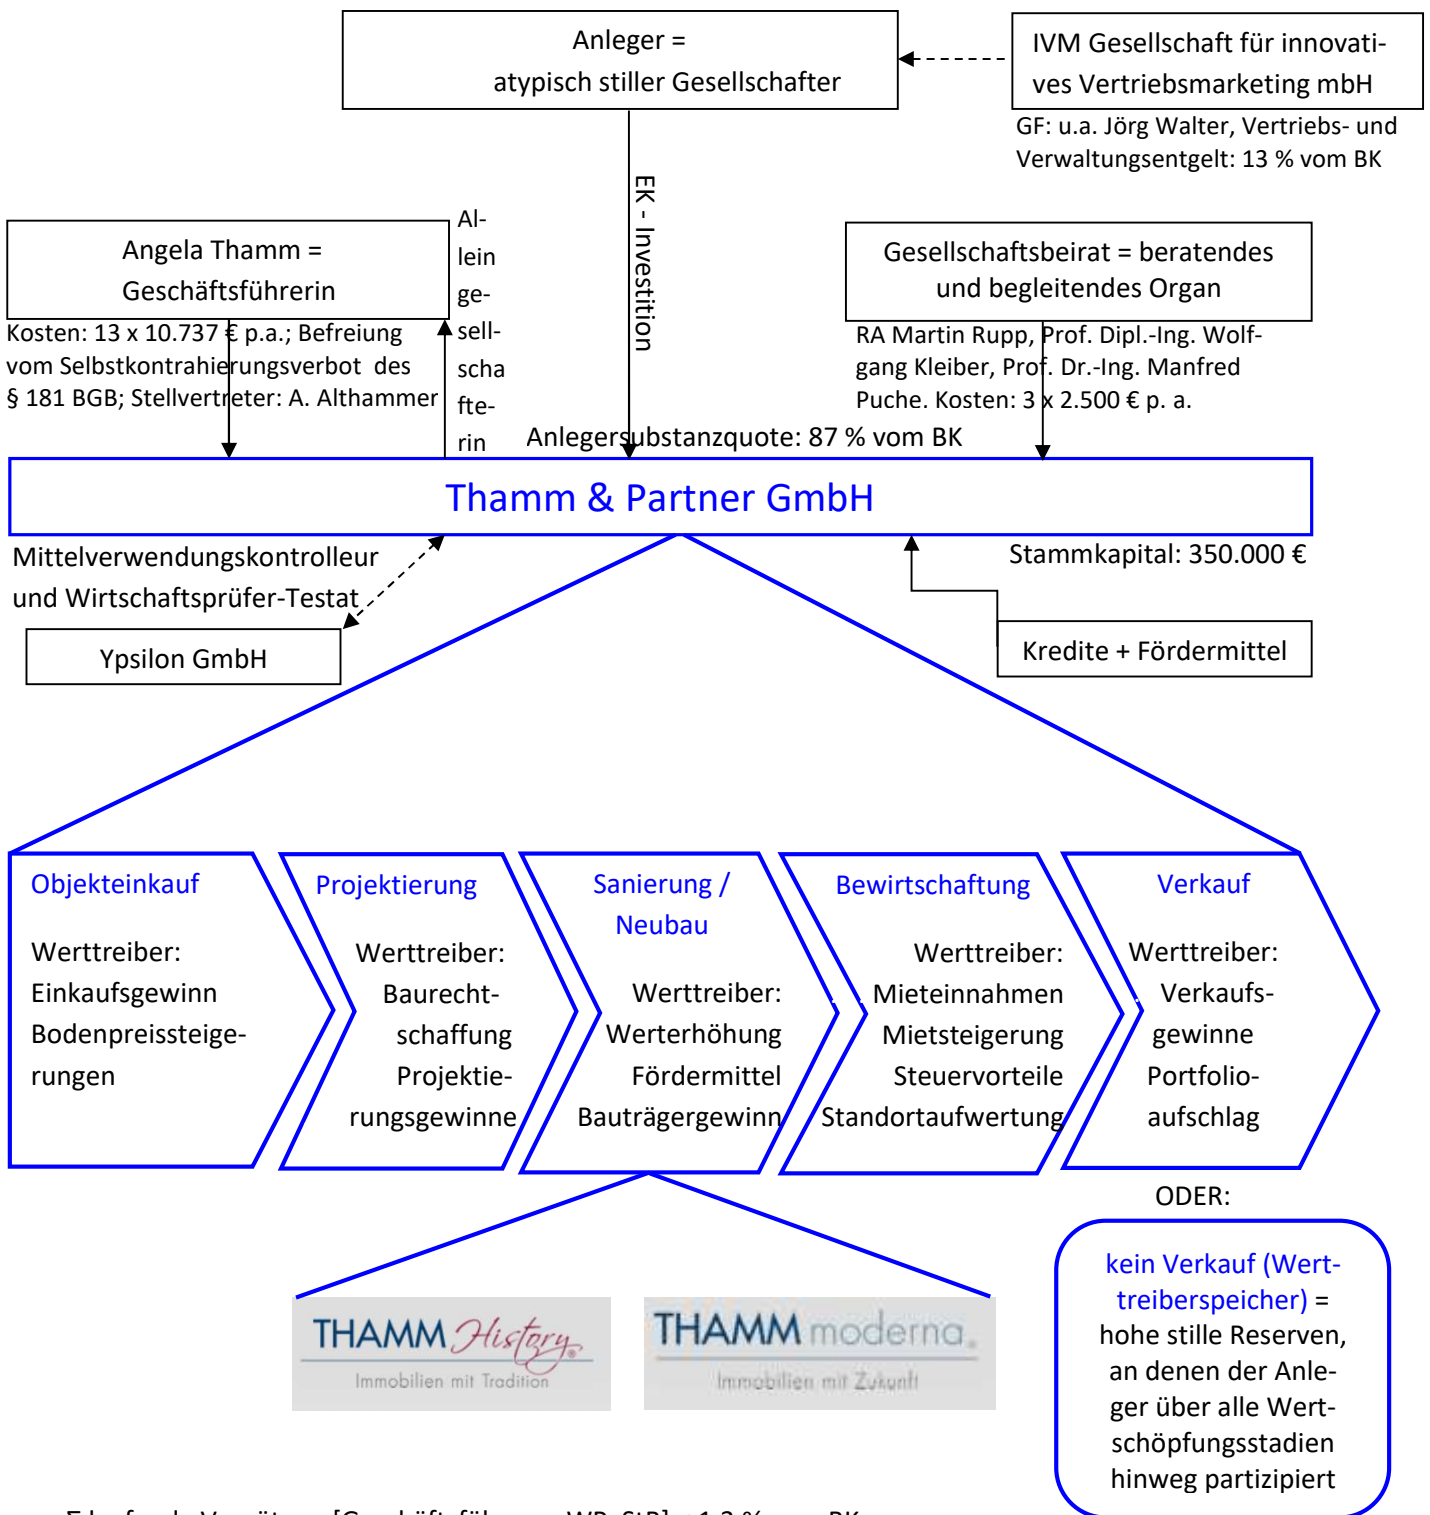 Anleger =
atypisch stiller Gesellschafter
IVM Gesellschaft für innovati-
ves Vertriebsmarketing mbH
GF: u.a. Jörg Walter, Vertriebs- und
Verwaltungsentgelt: 13 % vom BK
EK - Investition
Angela Thamm =
Geschäftsführerin
Kosten: 13 x 10.737 € p.a.; Befreiung
vom Selbstkontrahierungsverbot des
§ 181 BGB; Stellvertreter: A. Althammer
Al-
lein
ge-
sell-
scha
fte-
rin
Gesellschaftsbeirat = beratendes
und begleitendes Organ
RA Martin Rupp, Prof. Dipl.-Ing. Wolf-
gang Kleiber, Prof. Dr.-Ing. Manfred
Puche. Kosten: 3 x 2.500 € p. a.
Anlegersubstanzquote: 87 % vom BK
Thamm & Partner GmbH
Mittelverwendungskontrolleur
und Wirtschaftsprüfer-Testat
Ypsilon GmbH
Stammkapital: 350.000 €
Kredite + Fördermittel
Objekteinkauf
Werttreiber:
Einkaufsgewinn
Bodenpreissteige-
rungen
Projektierung
Werttreiber:
Baurecht-
schaffung
Projektie-
rungsgewinne
Sanierung /
Neubau
Werttreiber:
Werterhöhung
Fördermittel
Bauträgergewinn
Bewirtschaftung
Werttreiber:
Mieteinnahmen
Mietsteigerung
Steuervorteile
Standortaufwertung
Verkauf
Werttreiber:
Verkaufs-
gewinne
Portfolio-
aufschlag
ODER:
kein Verkauf (Wert-
treiberspeicher) =
hohe stille Reserven,
an denen der Anle-
ger über alle Wert-
schöpfungsstadien
hinweg partizipiert
THAMM History®
Immobilien mit Tradition
THAMM moderna®
Immobilien mit Zukunft